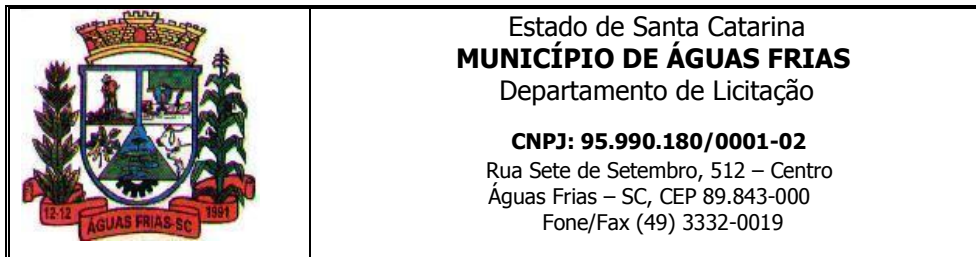 12-12
ÁGUAS FRIAS-SC
1991
Estado de Santa Catarina
MUNICÍPIO DE ÁGUAS FRIAS
Departamento de Licitação
CNPJ: 95.990.180/0001-02
Rua Sete de Setembro, 512 – Centro
Águas Frias – SC, CEP 89.843-000
Fone/Fax (49) 3332-0019